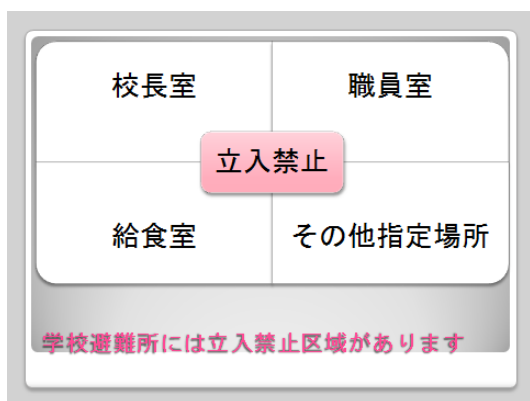 校長室
職員室
立入禁止
給食室
その他指定場所
学校避難所には立入禁止区域があります